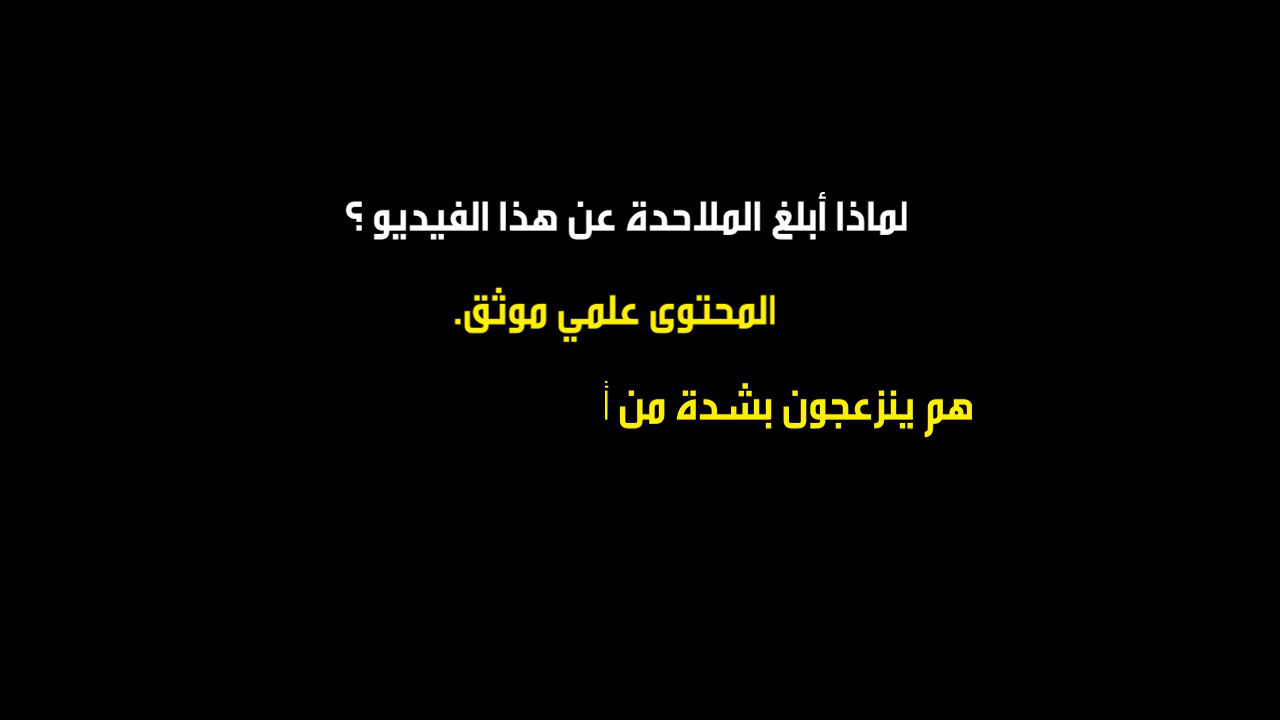 لماذا أبلغ الملاحدة عن هذا الفيديو ؟
المحتوى علمي موثق.
هم ينزعجون بشدة من أ